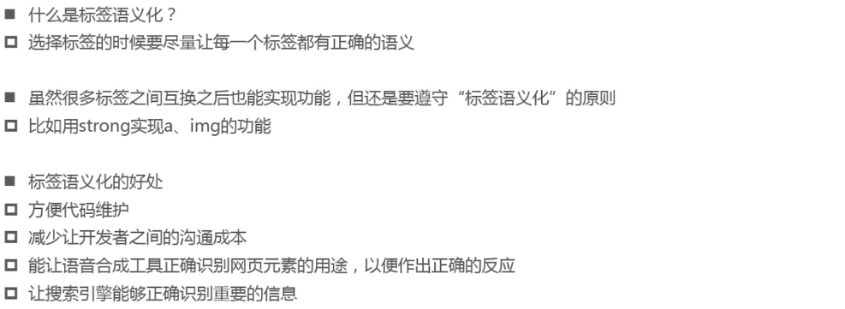 ■ 什么是标签语义化？
□ 选择标签的时候要尽量让每一个标签都有正确的语义
■ 虽然很多标签之间互换之后也能实现功能，但还是要遵守“标签语义化”的原则
□ 比如用strong实现a、img的功能
■ 标签语义化的好处
□ 方便代码维护
□ 减少让开发者之间的沟通成本
□ 能让语音合成工具正确识别网页元素的用途，以便作出正确的反应
□ 让搜索引擎能够正确识别重要的信息